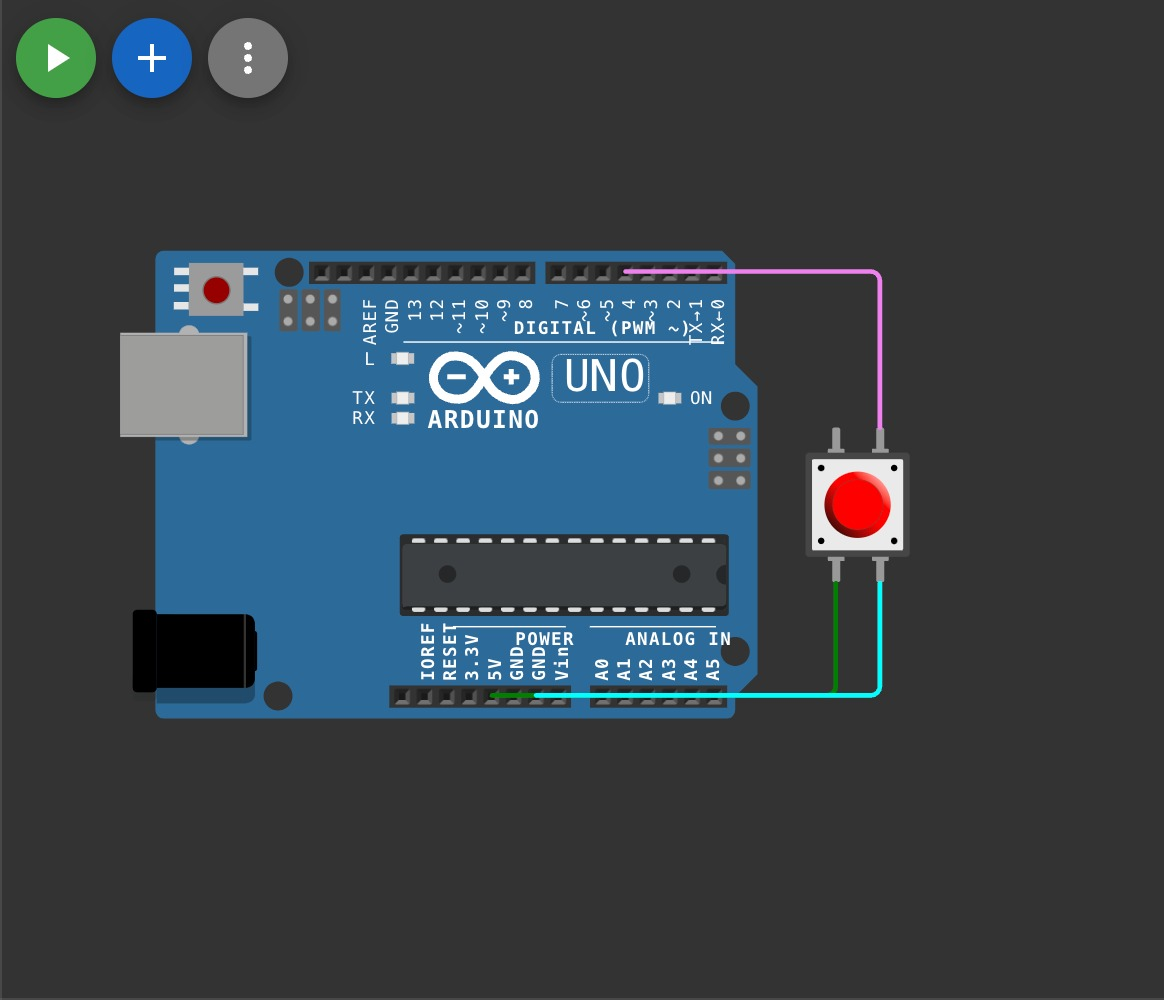 AREF
GND
13
12
~11
~10
~9
8
7
~6
~5
4
~3
2
TX→1
RX←0
DIGITAL (PWM ~)
L
TX
RX
UNO
ON
ARDUINO
POWER
ANALOG IN
IOREF
RESET
3.3V
5V
GND
GND
Vin
A0
A1
A2
A3
A4
A5